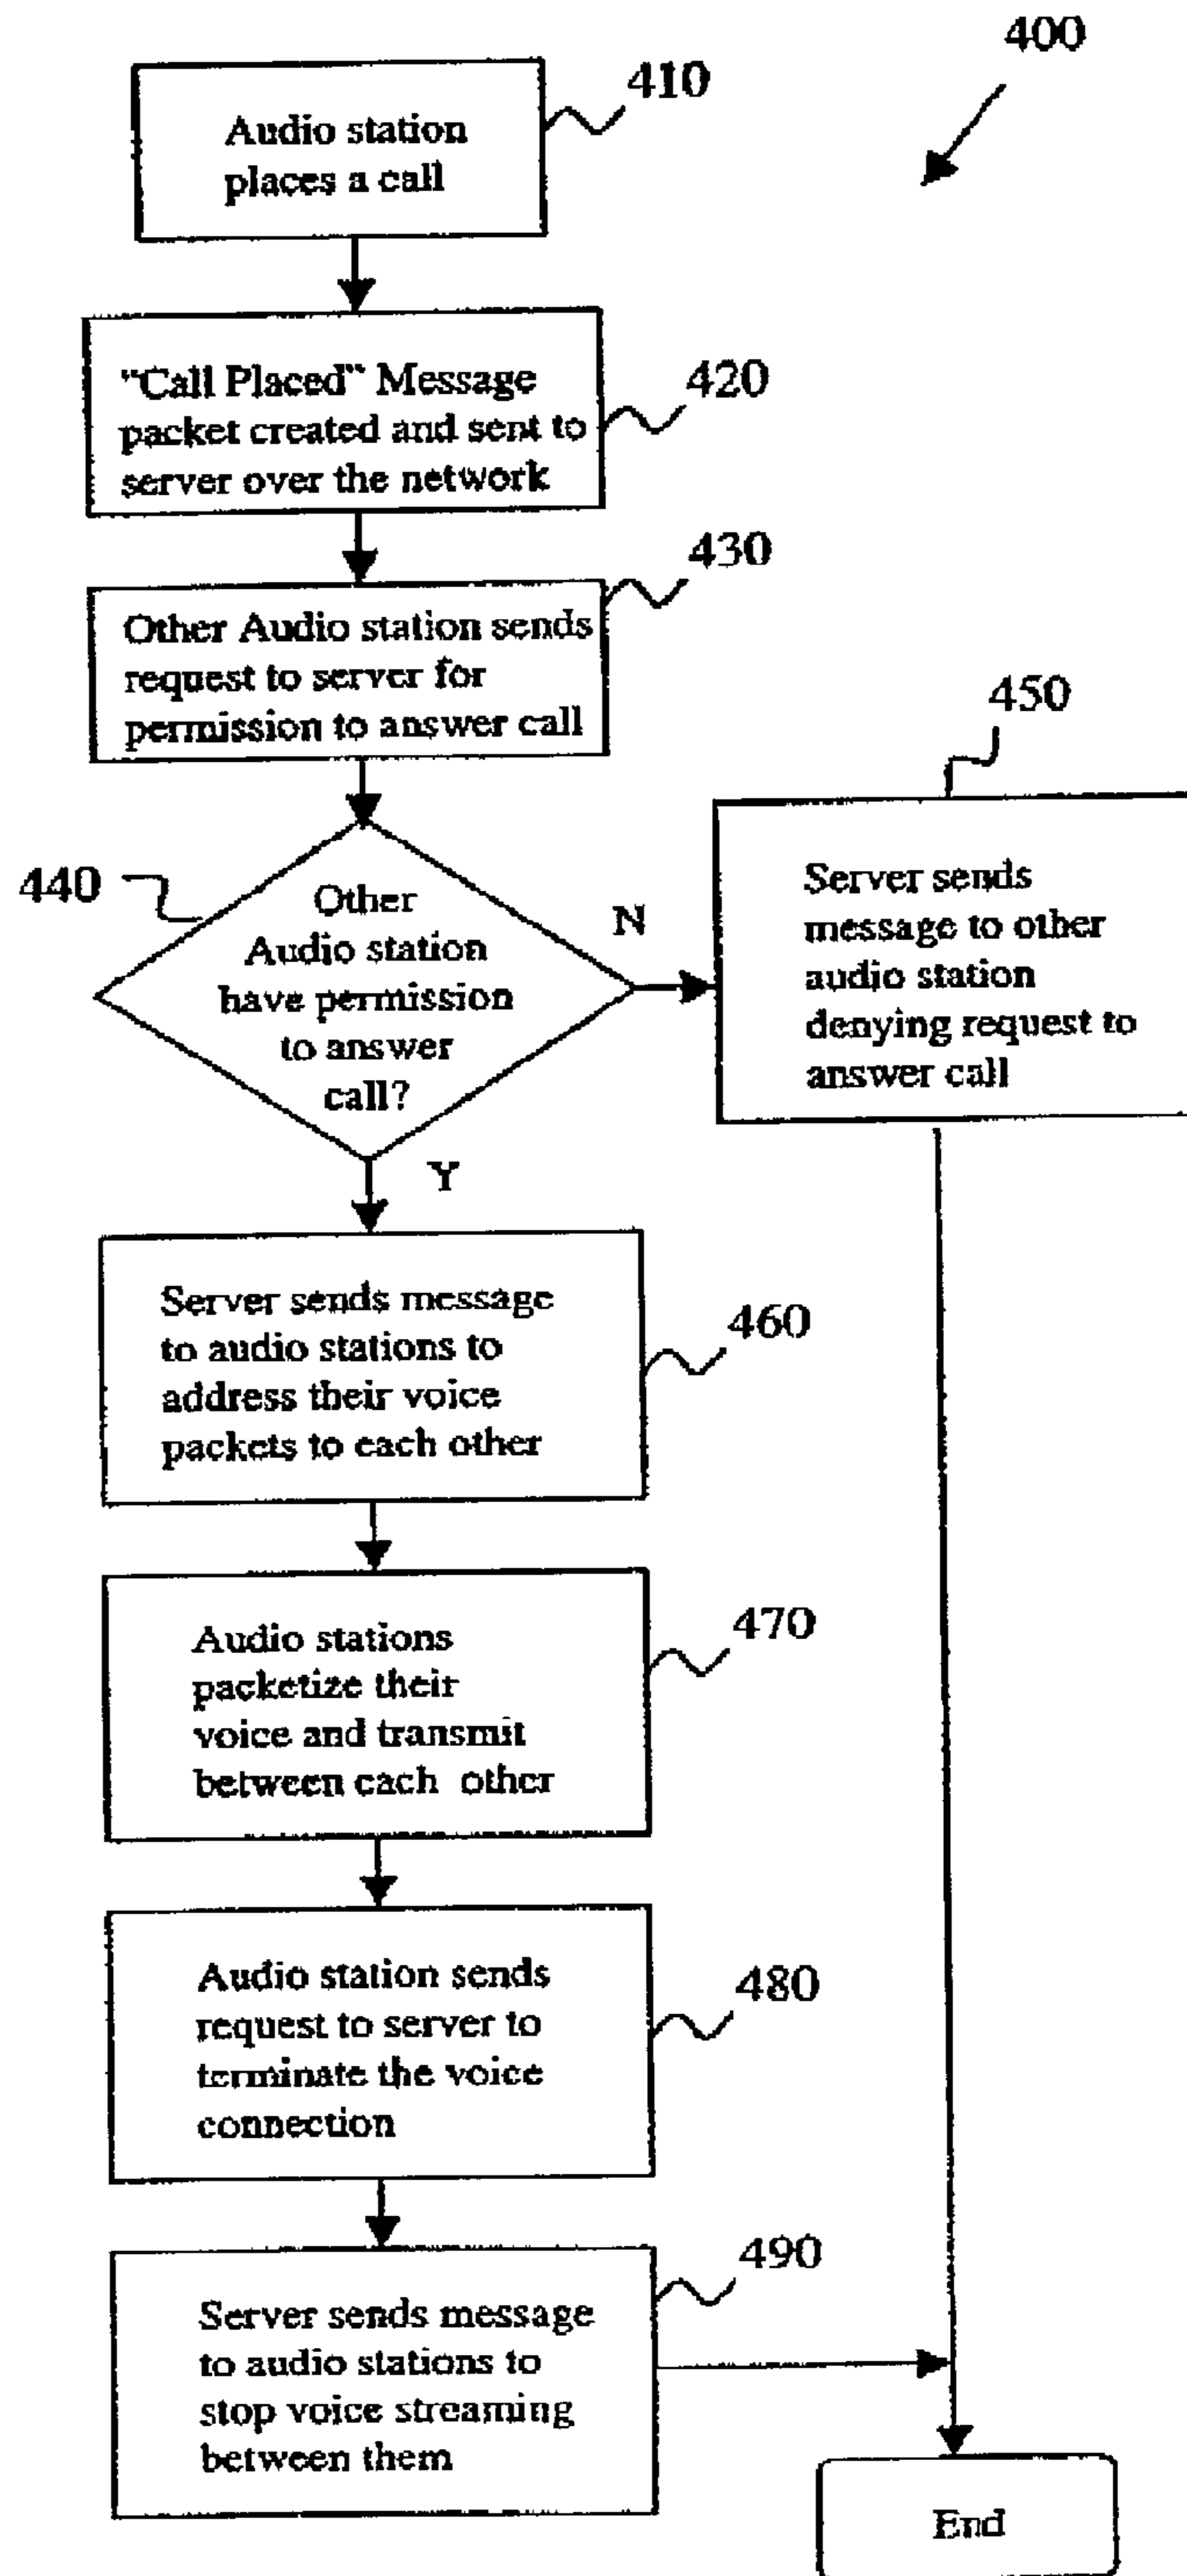 400
410
Audio station
places a call
"Call Placed" Message
packet created and sent to
server over the network
420
430
Other Audio station sends
request to server for
permission to answer call
440
Other
Audio station
have permission
to answer
call?
N
Y
450
Server sends
message to other
audio station
denying request to
answer call
Server sends message
to audio stations to
address their voice
packets to each other
460
Audio stations
packetize their
voice and transmit
between each other
470
Audio station sends
request to server to
terminate the voice
connection
480
Server sends message
to audio stations to
stop voice streaming
between them
490
End